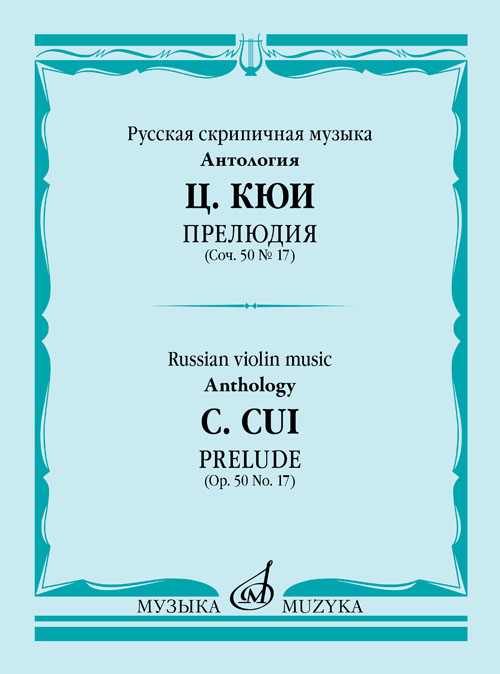 Русская скрипичная музыка
Антология
Ц. КЮИ
ПРЕЛЮДИЯ
(Соч. 50 № 17)
Russian violin music
Anthology
C. CUI
PRELUDE
(Op. 50 No. 17)
МУЗЫКА М MUZYKA